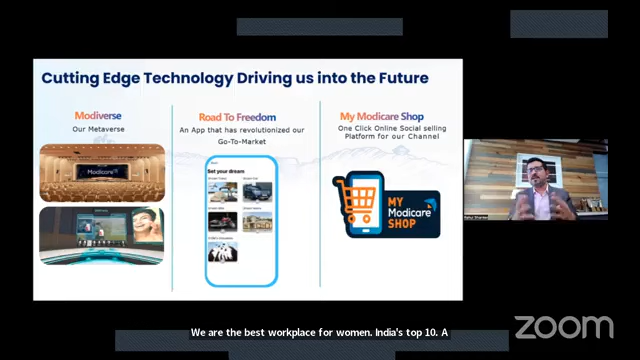 Cutting Edge Technology Driving us into the Future
Modiverse
Our Metaverse
Modicare
Road To Freedom
An App that has revolutionized our
Go-To-Market
Set your dream
My Modicare Shop
One Click Online Social selling
Platform for our Channel
MY
Modicare
SHOP
We are the best workplace for women. India's top 10. A
zoom